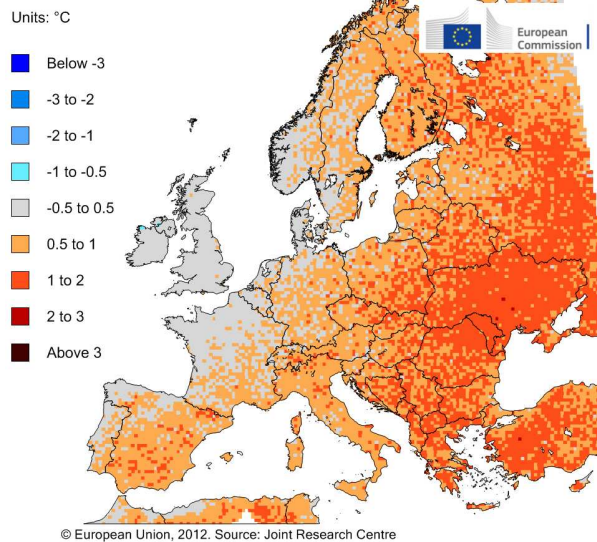 Units: °C
European
Commission
Below -3
-3 to -2
-2 to -1
-1 to -0.5
-0.5 to 0.5
0.5 to 1
1 to 2
2 to 3
Above 3
© European Union, 2012. Source: Joint Research Centre